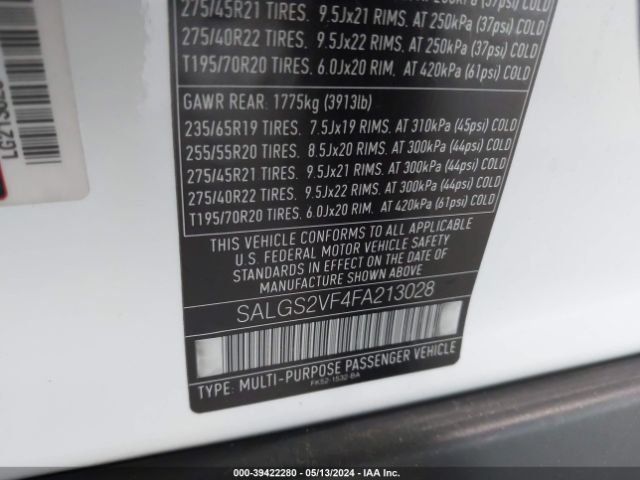 275/45R21 TIRES. 9.5Jx21 RIMS. AT 250kPa (37psi) COLD
275/40R22 TIRES. 9.5Jx22 RIMS. AT 250kPa (37psi) COLD
T195/70R20 TIRES. 6.0Jx20 RIM. AT 420kPa (61psi) COLD
GAWR REAR. 1775kg (3913lb)
235/65R19 TIRES. 7.5Jx19 RIMS. AT 310kPa (45psi) COLD
255/55R20 TIRES. 8.5Jx20 RIMS. AT 300kPa (44psi) COLD
275/45R21 TIRES. 9.5Jx21 RIMS. AT 300kPa (44psi) COLD
275/40R22 TIRES. 9.5Jx22 RIMS. AT 300kPa (44psi) COLD
T195/70R20 TIRES. 6.0Jx20 RIM. AT 420kPa (61psi) COLD
THIS VEHICLE CONFORMS TO ALL APPLICABLE
U.S. FEDERAL MOTOR VEHICLE SAFETY
STANDARDS IN EFFECT ON THE DATE OF
MANUFACTURE SHOWN ABOVE.
SALGS2VF4FA213028
TYPE: MULTI-PURPOSE PASSENGER VEHICLE
FK52-1532-BA
LG213028
IMAGE - 39422280 - 05/13/2024 - IAA Inc.